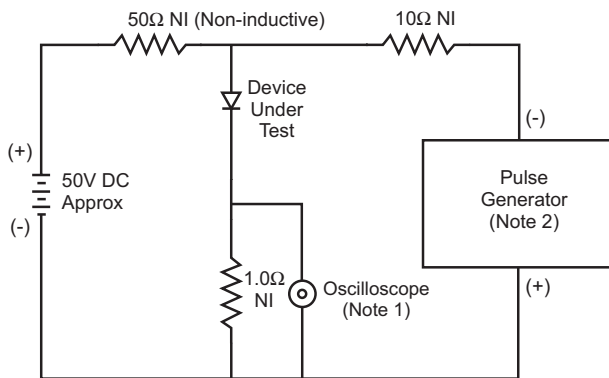 50Ω NI (Non-inductive)
10Ω NI
Device
Under
Test
(+)
50V DC
Approx
(-)
(-)
Pulse
Generator
(Note 2)
(+)
1.0Ω
NI
Oscilloscope
(Note 1)